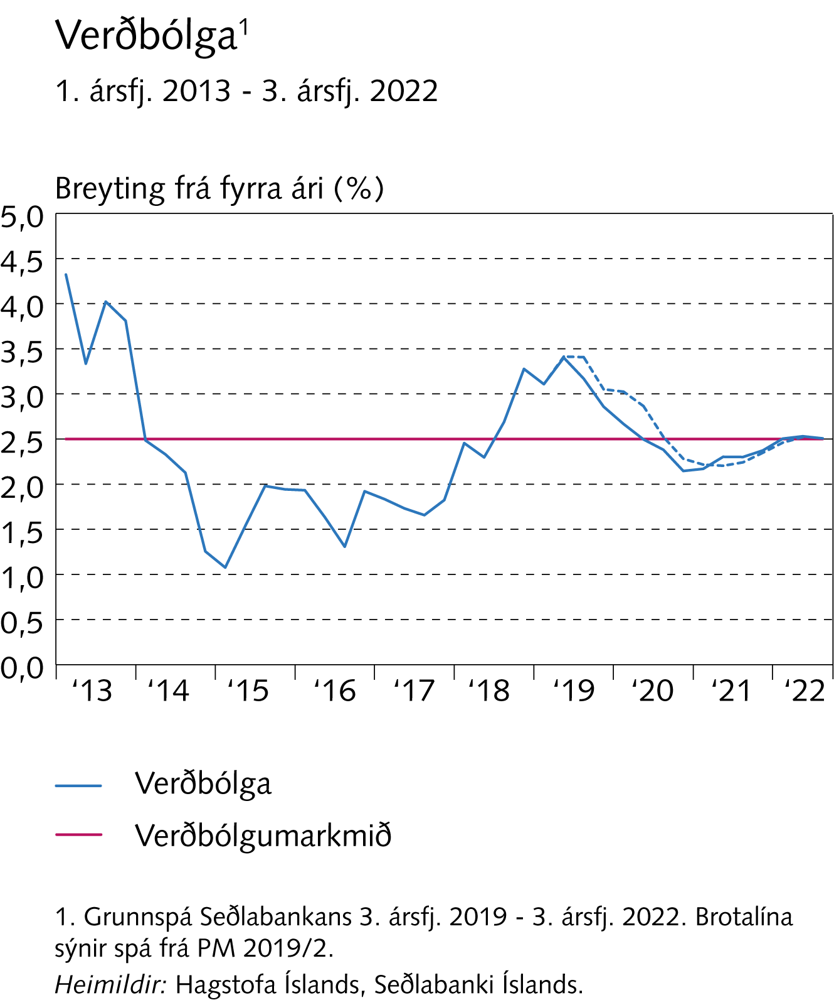 Verðbólga¹
1. ársfj. 2013 - 3. ársfj. 2022
Breyting frá fyrra ári (%)
5,0
4,5
4,0
3,5
3,0
2,5
2,0
1,5
1,0
0,5
0,0
‘13 ‘14 ‘15 ‘16 ‘17 ‘18 ‘19 ‘20 ‘21 ‘22
Verðbólga
Verðbólgumarkmið
1. Grunnspá Seðlabankans 3. ársfj. 2019 - 3. ársfj. 2022. Brotalína
sýnir spá frá PM 2019/2.
Heimildir: Hagstofa Íslands, Seðlabanki Íslands.